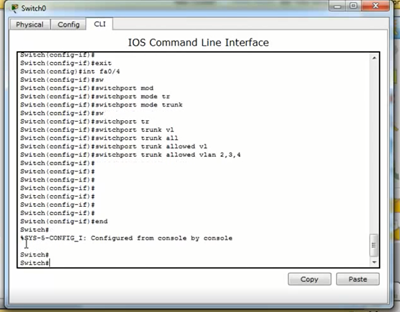 Switch0
Physical Config CLI
IOS Command Line Interface
Switch(config-if)#
Switch(config-if)#exit
Switch(config)#int fa0/4
Switch(config-if)#sw
Switch(config-if)#switchport mod
Switch(config-if)#switchport mode tr
Switch(config-if)#switchport mode trunk
Switch(config-if)#sw
Switch(config-if)#switchport tr
Switch(config-if)#switchport trunk vl
Switch(config-if)#switchport trunk all
Switch(config-if)#switchport trunk allowed vl
Switch(config-if)#switchport trunk allowed vlan 2,3,4
Switch(config-if)#
Switch(config-if)#
Switch(config-if)#
Switch(config-if)#
Switch(config-if)#
Switch(config-if)#
Switch(config-if)#end
Switch#
%SYS-5-CONFIG_I: Configured from console by console
Switch#
Switch#
Copy Paste